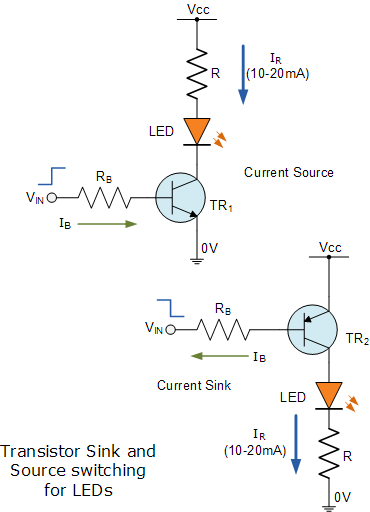 Vcc
IR
(10-20mA)
R
LED
Current Source
RB
VIN
TR1
IB
0V
Vcc
RB
VIN
TR2
IB
Current Sink
LED
IR
(10-20mA)
R
0V
Transistor Sink and
Source switching
for LEDs